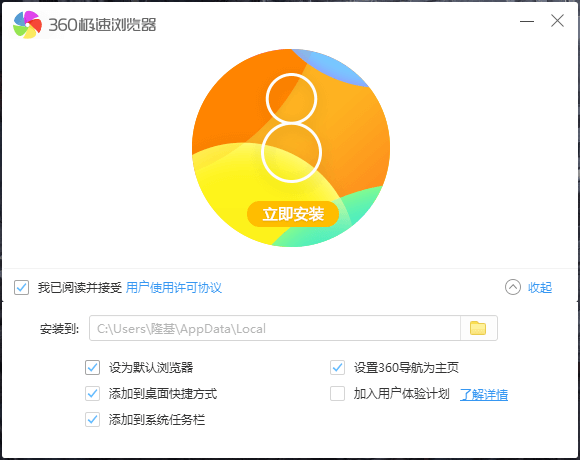 360极速浏览器
8
立即安装
我已阅读并接受 用户使用许可协议
收起
安装到: C:\Users\隆基\AppData\Local
设为默认浏览器
设置360导航为主页
添加到桌面快捷方式
加入用户体验计划 了解详情
添加到系统任务栏